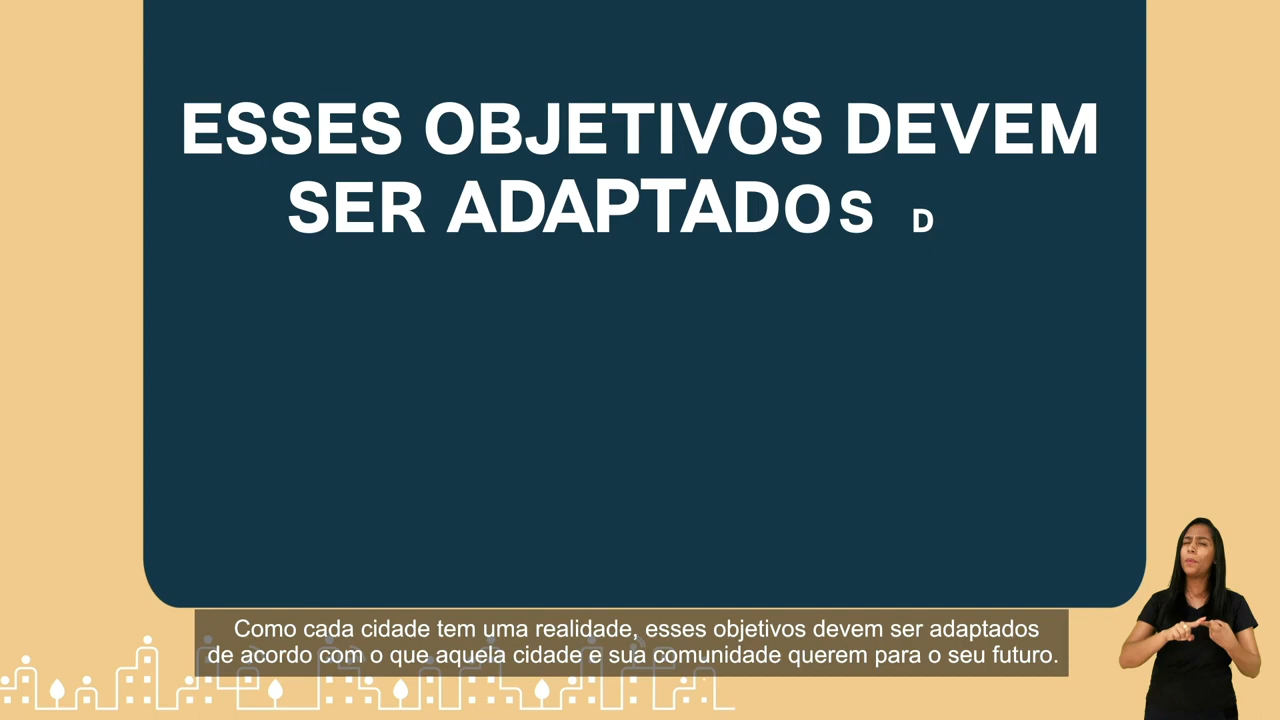 ESSES OBJETIVOS DEVEM
SER ADAPTADOS D
Como cada cidade tem uma realidade, esses objetivos devem ser adaptados
de acordo com o que aquela cidade e sua comunidade querem para o seu futuro.